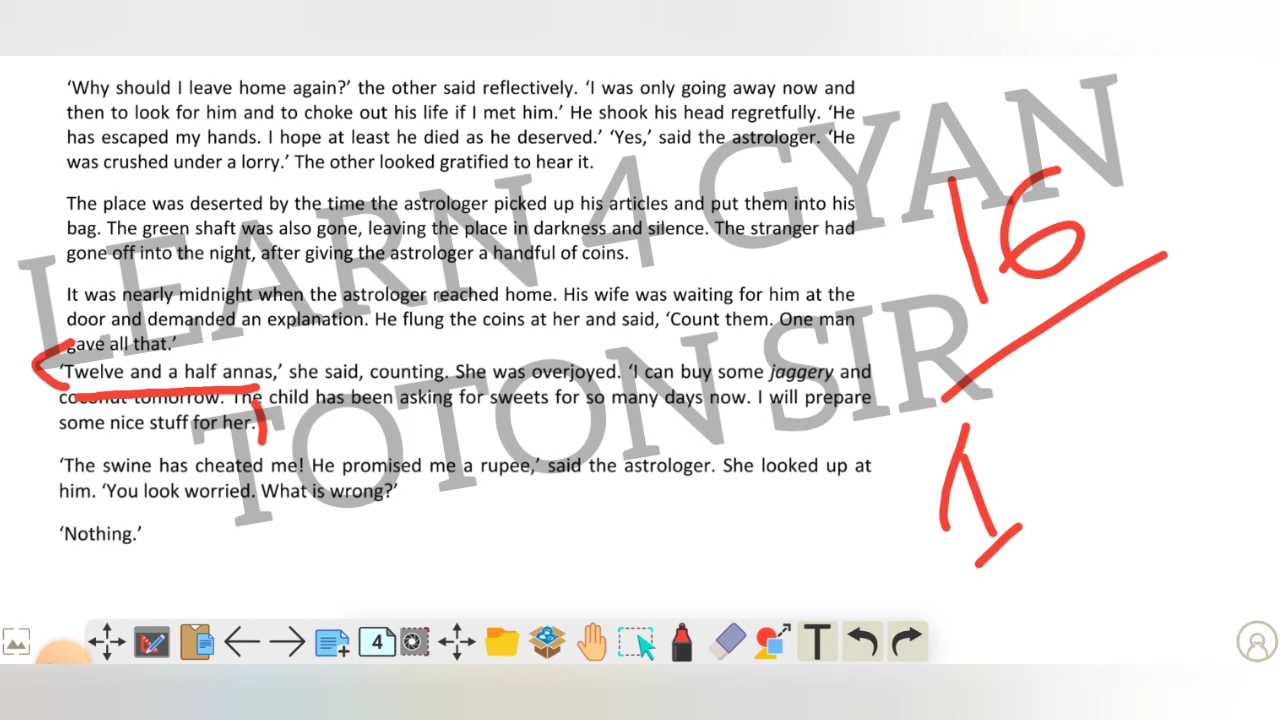 ‘Why should I leave home again?’ the other said reflectively. ‘I was only going away now and
then to look for him and to choke out his life if I met him.’ He shook his head regretfully. ‘He
has escaped my hands. I hope at least he died as he deserved.’ ‘Yes,’ said the astrologer. ‘He
was crushed under a lorry.’ The other looked gratified to hear it.
The place was deserted by the time the astrologer picked up his articles and put them into his
bag. The green shaft was also gone, leaving the place in darkness and silence. The stranger had
gone off into the night, after giving the astrologer a handful of coins.
It was nearly midnight when the astrologer reached home. His wife was waiting for him at the
door and demanded an explanation. He flung the coins at her and said, ‘Count them. One man
gave all that.’
‘Twelve and a half annas,’ she said, counting. She was overjoyed. ‘I can buy some jaggery and
coconut tomorrow. The child has been asking for sweets for so many days now. I will prepare
some nice stuff for her.’
‘The swine has cheated me! He promised me a rupee,’ said the astrologer. She looked up at
him. ‘You look worried. What is wrong?’
‘Nothing.’
LEARN 4 GYAN
TOTON SIR
16
1
4
T